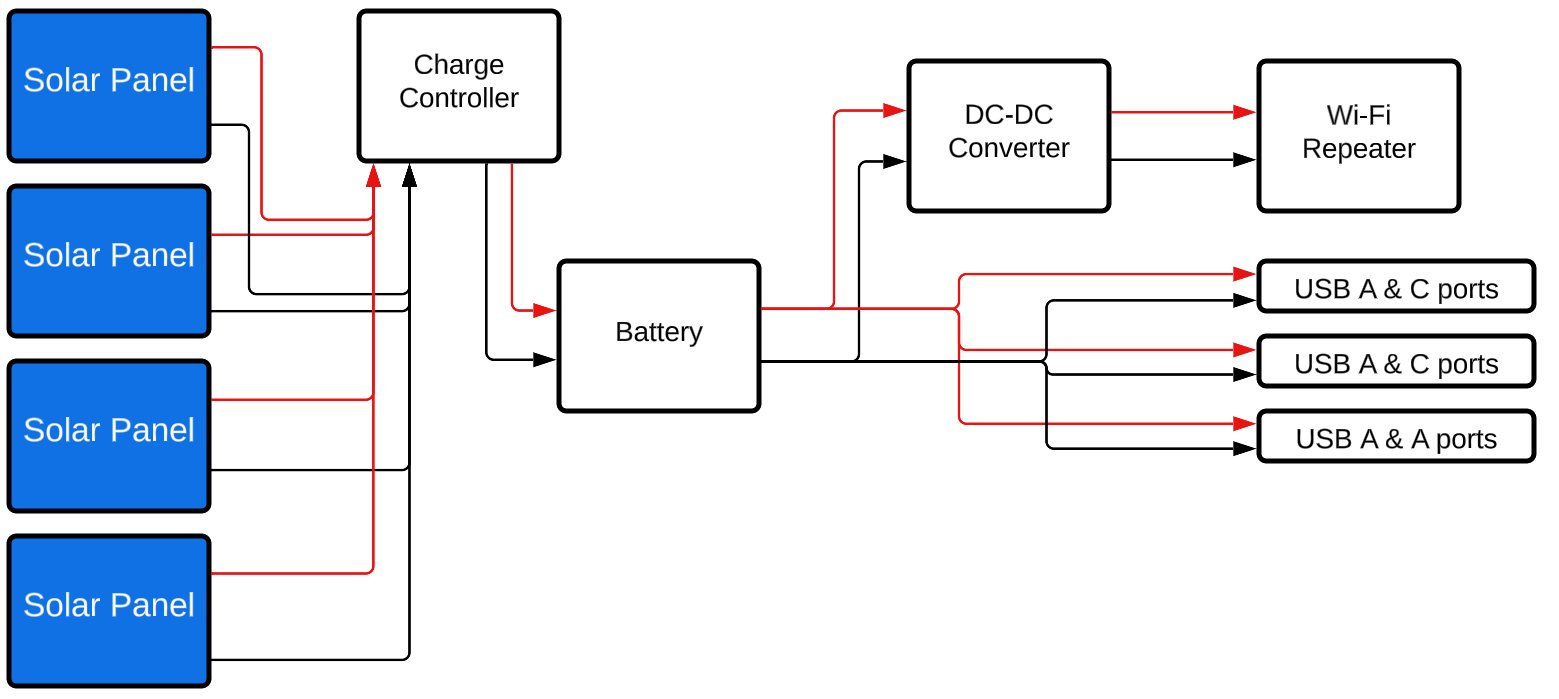 Solar Panel
Charge
Controller
DC-DC
Converter
Wi-Fi
Repeater
Solar Panel
Battery
USB A & C ports
USB A & C ports
Solar Panel
USB A & A ports
Solar Panel